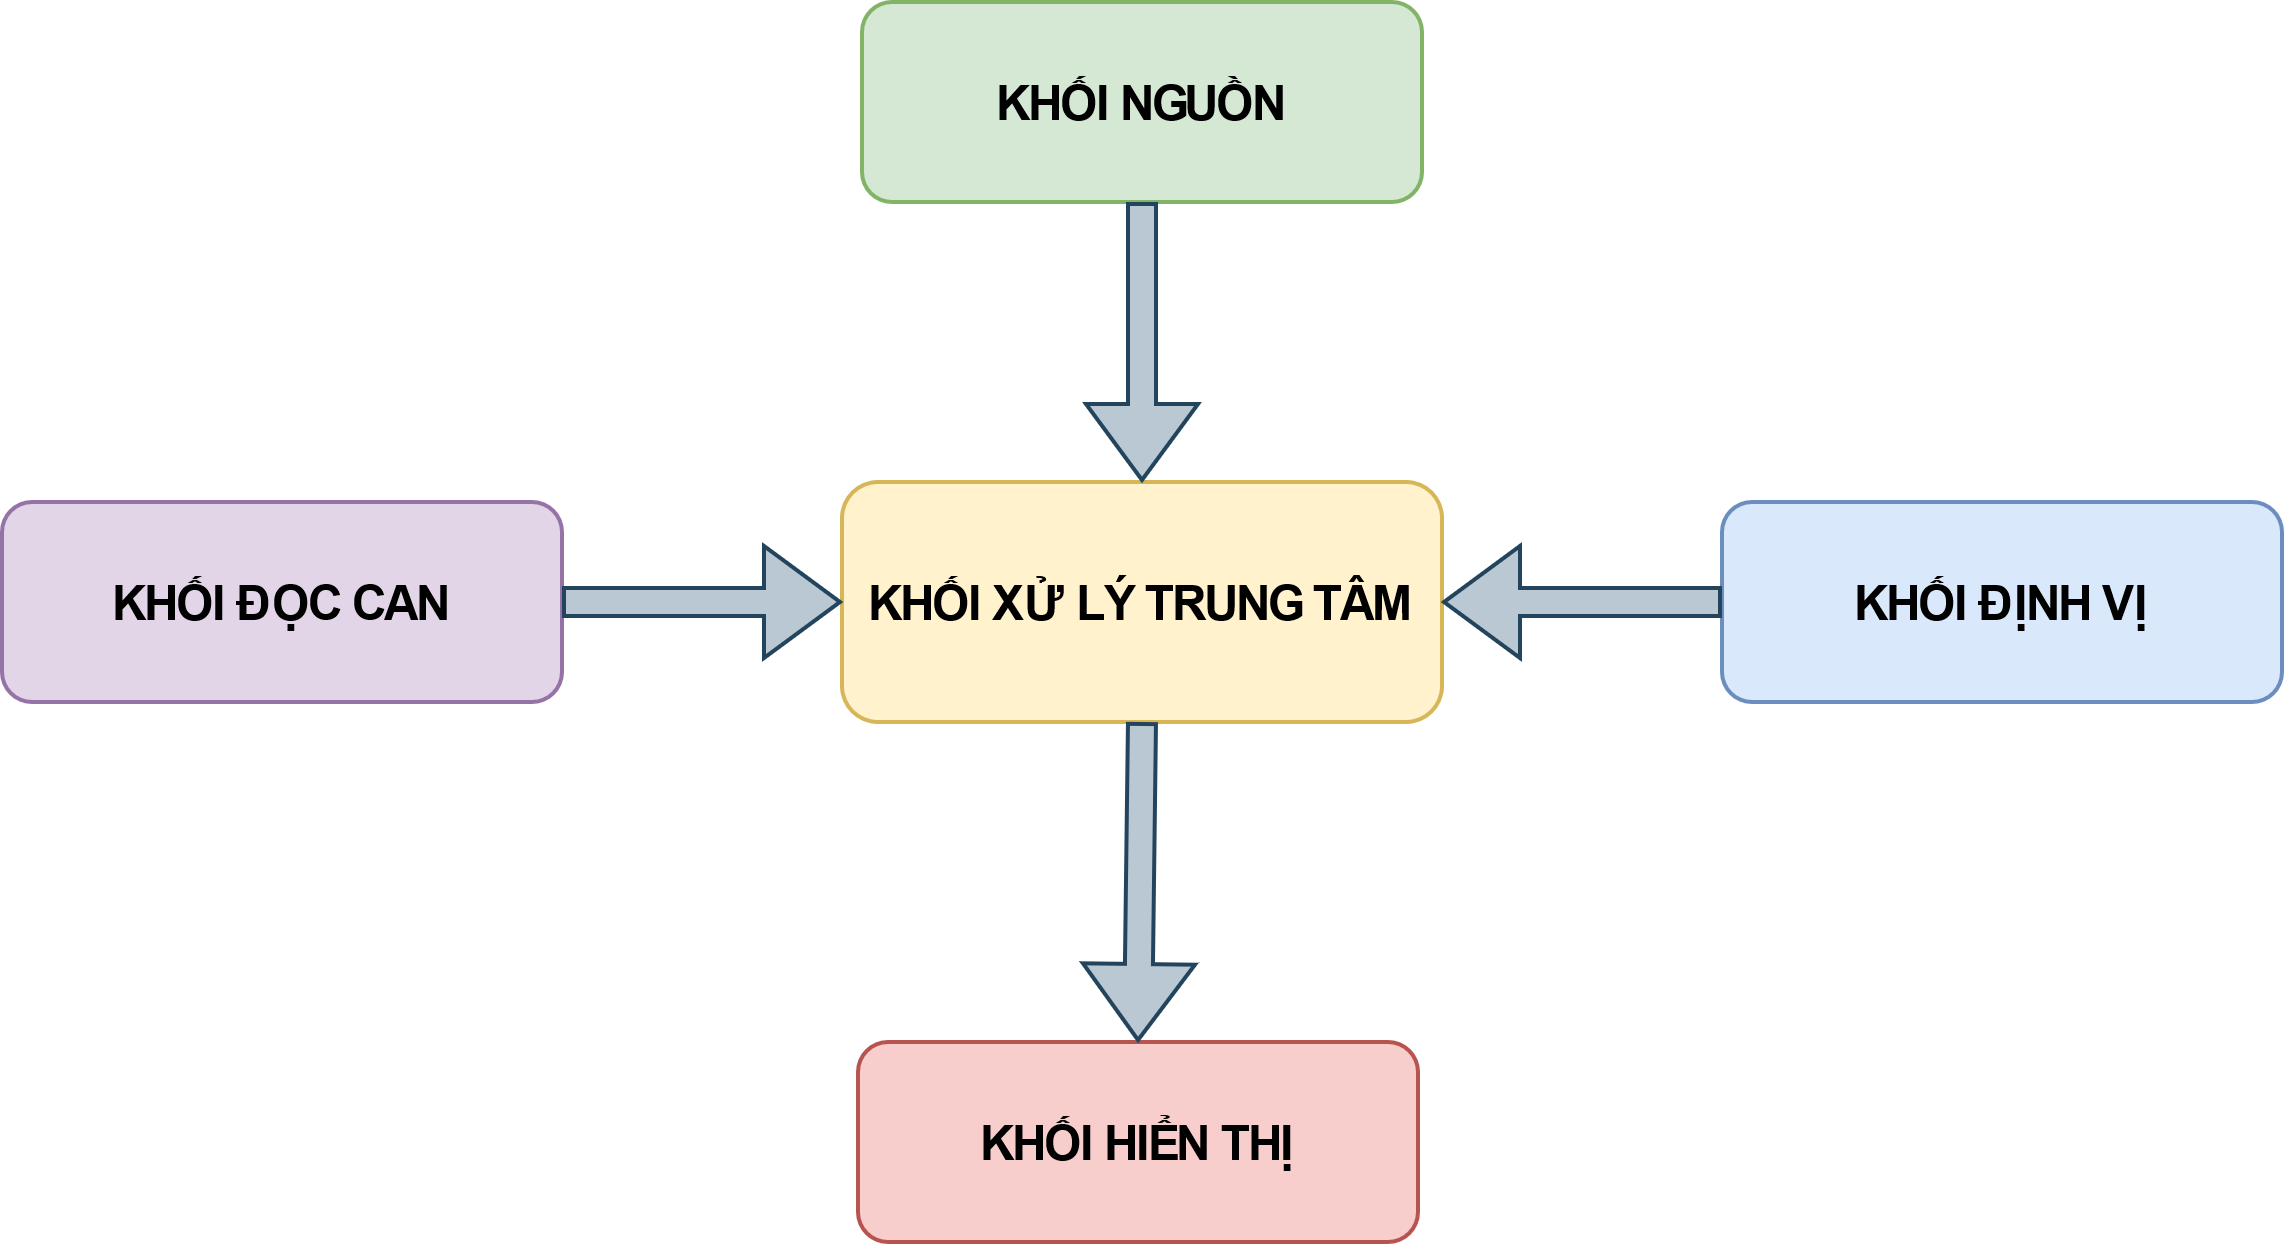 KHỐI NGUỒN
KHỐI ĐỌC CAN
KHỐI XỬ LÝ TRUNG TÂM
KHỐI ĐỊNH VỊ
KHỐI HIỂN THỊ